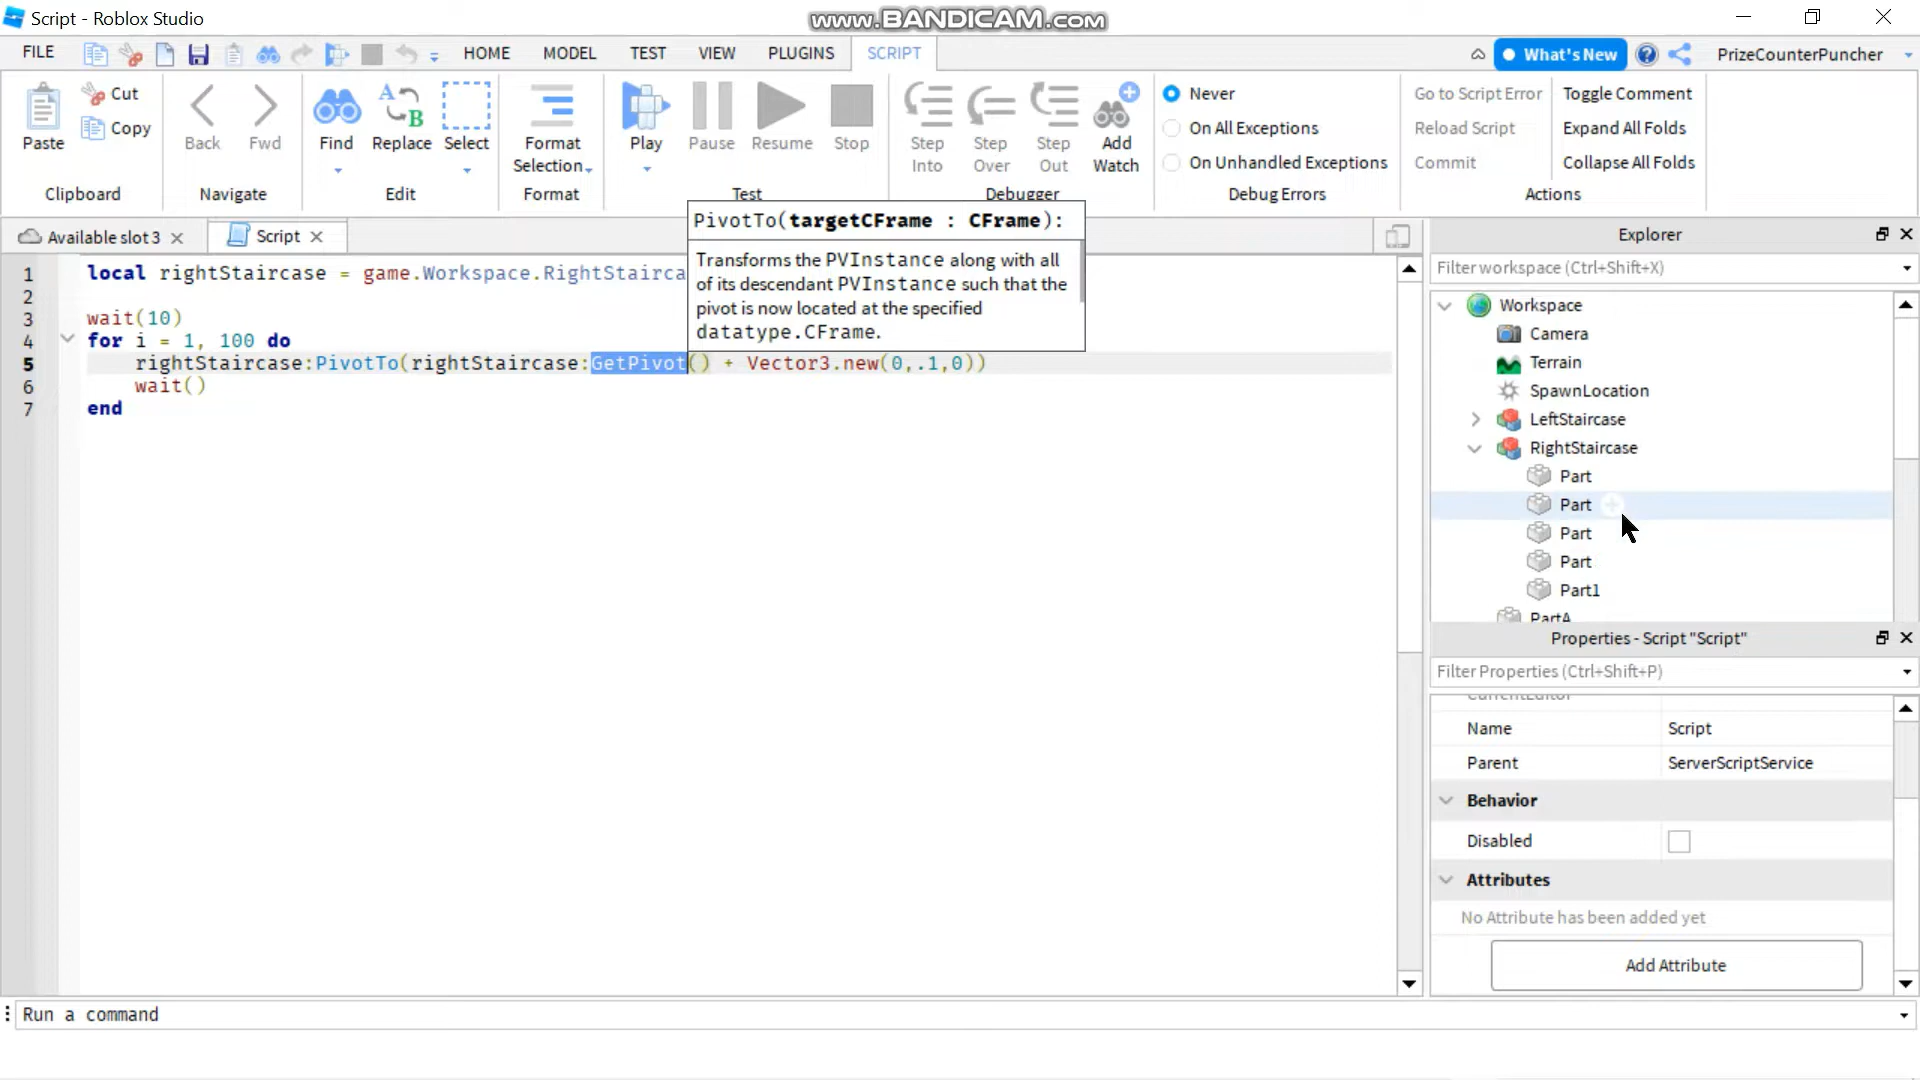 Script - Roblox Studio
www.BANDICAM.com
FILE
HOME
MODEL
TEST
VIEW
PLUGINS
SCRIPT
What's New
PrizeCounterPuncher
Paste
Cut
Copy
Clipboard
Back
Fwd
Navigate
Find
Replace
Select
Edit
Format
Selection
Format
Play
Pause
Resume
Stop
Test
Step
Into
Step
Over
Step
Out
Add
Watch
Debugger
Never
On All Exceptions
On Unhandled Exceptions
Debug Errors
Go to Script Error
Reload Script
Commit
Toggle Comment
Expand All Folds
Collapse All Folds
Actions
Available slot3
Script
PivotTo(targetCFrame : CFrame):
Transforms the PVInstance along with all
of its descendant PVInstance such that the
pivot is now located at the specified
datatype.CFrame.
1 local rightStaircase = game.Workspace.RightStairca
2
3 wait(10)
4 for i = 1, 100 do
5 rightStaircase:PivotTo(rightStaircase:GetPivot() + Vector3.new(0,.1,0))
6 wait()
7 end
Explorer
Filter workspace (Ctrl+Shift+X)
Workspace
Camera
Terrain
SpawnLocation
LeftStaircase
RightStaircase
Part
Part
Part
Part
Part1
PartA
Properties - Script "Script"
Filter Properties (Ctrl+Shift+P)
CurrentEditor
Name Script
Parent ServerScriptService
Behavior
Disabled
Attributes
No Attribute has been added yet
Add Attribute
Run a command